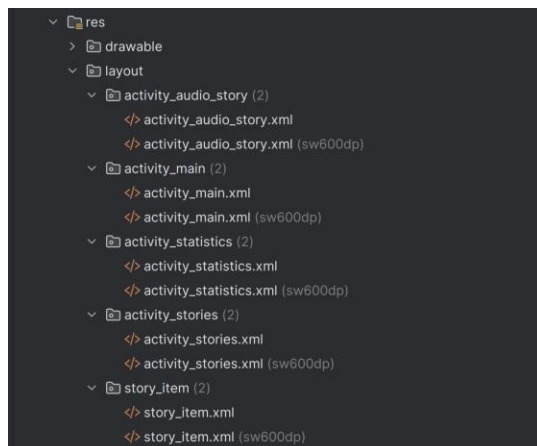 res
drawable
layout
activity_audio_story (2)
</> activity_audio_story.xml
</> activity_audio_story.xml (sw600dp)
activity_main (2)
</> activity_main.xml
</> activity_main.xml (sw600dp)
activity_statistics (2)
</> activity_statistics.xml
</> activity_statistics.xml (sw600dp)
activity_stories (2)
</> activity_stories.xml
</> activity_stories.xml (sw600dp)
story_item (2)
</> story_item.xml
</> story_item.xml (sw600dp)